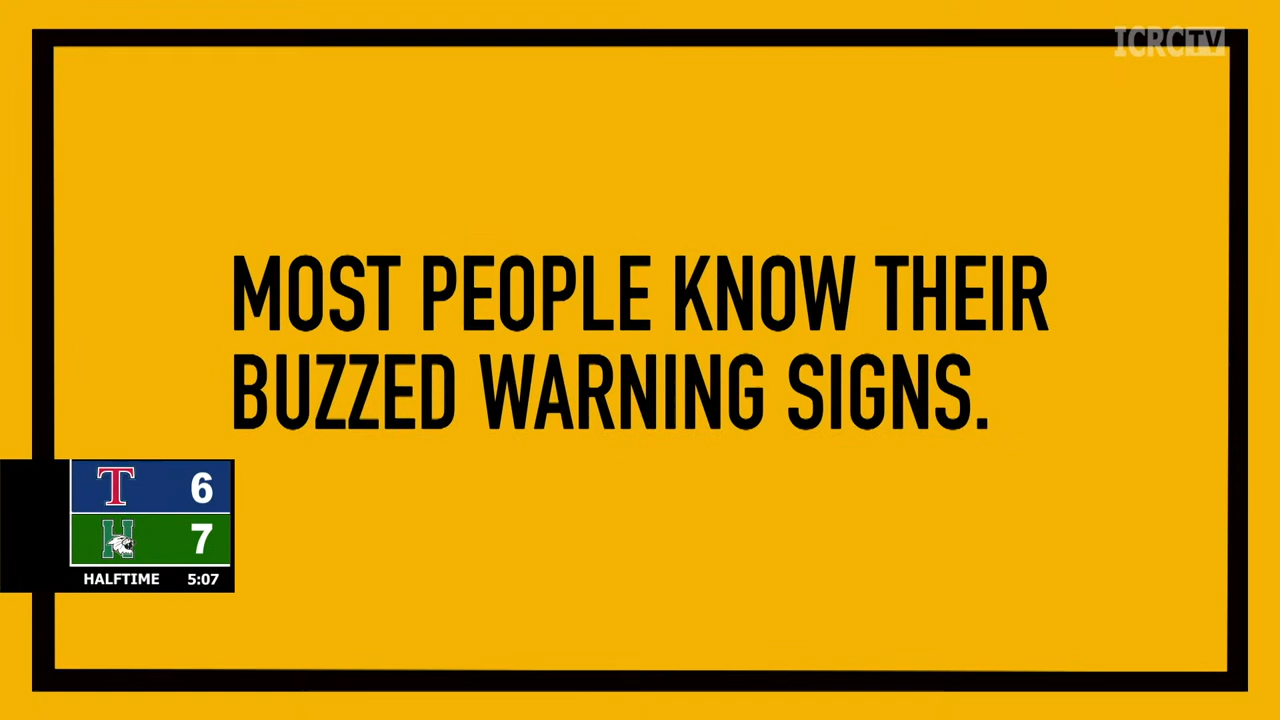 ICRCTV
MOST PEOPLE KNOW THEIR
BUZZED WARNING SIGNS.
T 6
H 7
HALFTIME 5:07